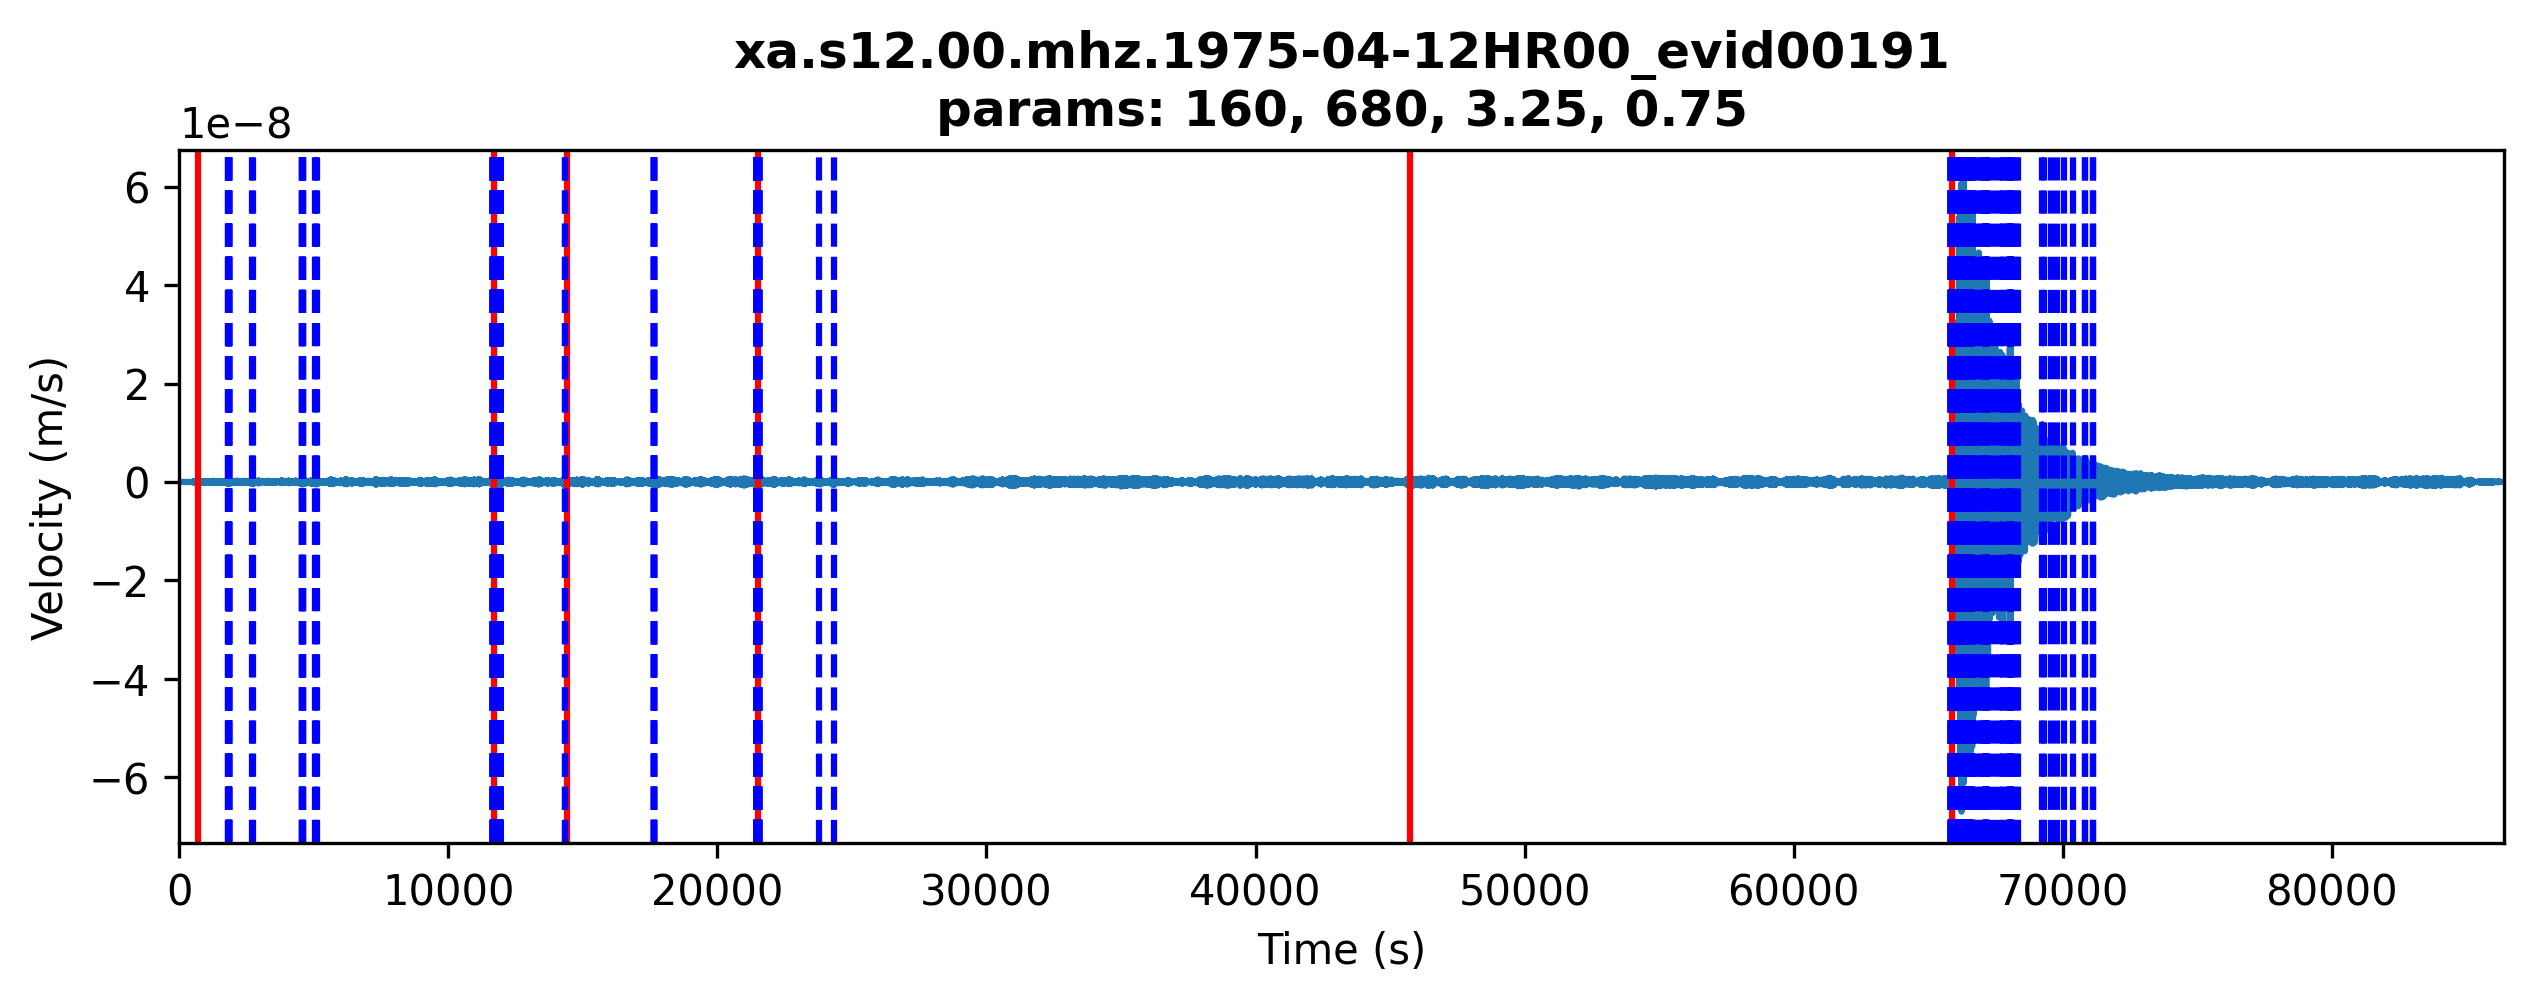 xa.s12.00.mhz.1975-04-12HR00_evid00191
params: 160, 680, 3.25, 0.75
1e−8
6
4
2
0
−2
−4
−6
Velocity (m/s)
0 10000 20000 30000 40000 50000 60000 70000 80000
Time (s)